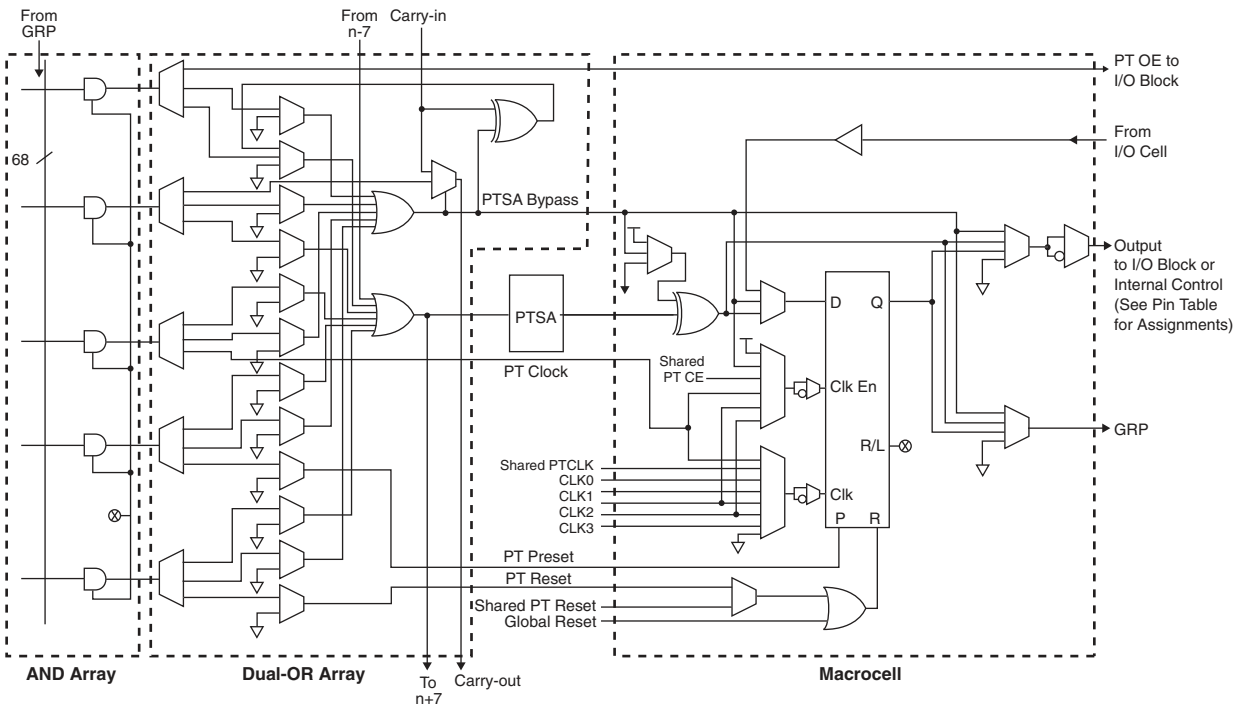 From
GRP
From
n-7
Carry-in
PT OE to
I/O Block
From
I/O Cell
68
PTSA Bypass
Output
to I/O Block or
Internal Control
(See Pin Table
for Assignments)
PTSA
D
Q
PT Clock
Shared
PT CE
Clk En
GRP
R/L
Shared PTCLK
CLK0
CLK1
CLK2
CLK3
Clk
P
R
PT Preset
PT Reset
Shared PT Reset
Global Reset
AND Array
Dual-OR Array
To
n+7
Carry-out
Macrocell